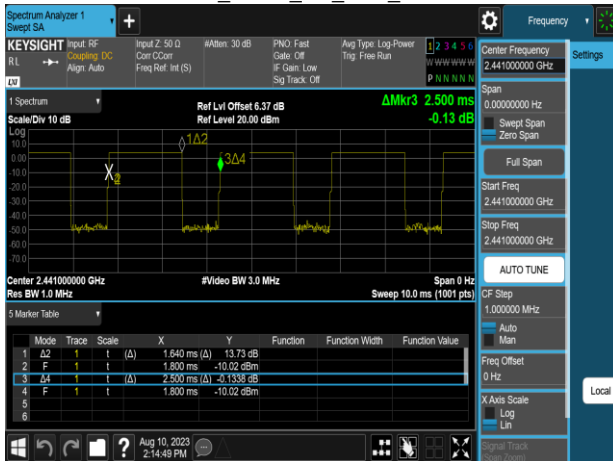 Spectrum Analyzer 1
Swept SA
+
Frequency
KEYSIGHT
RL
LXI
Input: RF
Coupling: DC
Align: Auto
Input Z: 50 Ω
Corr CCorr
Freq Ref: Int (S)
#Atten: 30 dB
PNO: Fast
Gate: Off
IF Gain: Low
Sig Track: Off
Avg Type: Log-Power
Trig: Free Run
1 2 3 4 5 6
W W W W W W
P N N N N N
1 Spectrum
Scale/Div 10 dB
Ref Lvl Offset 6.37 dB
Ref Level 20.00 dBm
ΔMkr3 2.500 ms
-0.13 dB
Log
10.0
0.00
-10.0
-20.0
-30.0
-40.0
-50.0
-60.0
-70.0
1Δ2
3Δ4
X2
Center 2.441000000 GHz
Res BW 1.0 MHz
#Video BW 3.0 MHz
Span 0 Hz
Sweep 10.0 ms (1001 pts)
5 Marker Table
Mode Trace Scale X Y Function Function Width Function Value
1 Δ2 1 t (Δ) 1.640 ms (Δ) 13.73 dB
2 F 1 t 1.800 ms -10.02 dBm
3 Δ4 1 t (Δ) 2.500 ms (Δ) -0.1338 dB
4 F 1 t 1.800 ms -10.02 dBm
5
6
?
Aug 10, 2023
2:14:49 PM
Center Frequency
2.441000000 GHz
Settings
Span
0.00000000 Hz
Swept Span
Zero Span
Full Span
Start Freq
2.441000000 GHz
Stop Freq
2.441000000 GHz
AUTO TUNE
CF Step
1.000000 MHz
Auto
Man
Freq Offset
0 Hz
Local
X Axis Scale
Log
Lin
Signal Track
(Span Zoom)